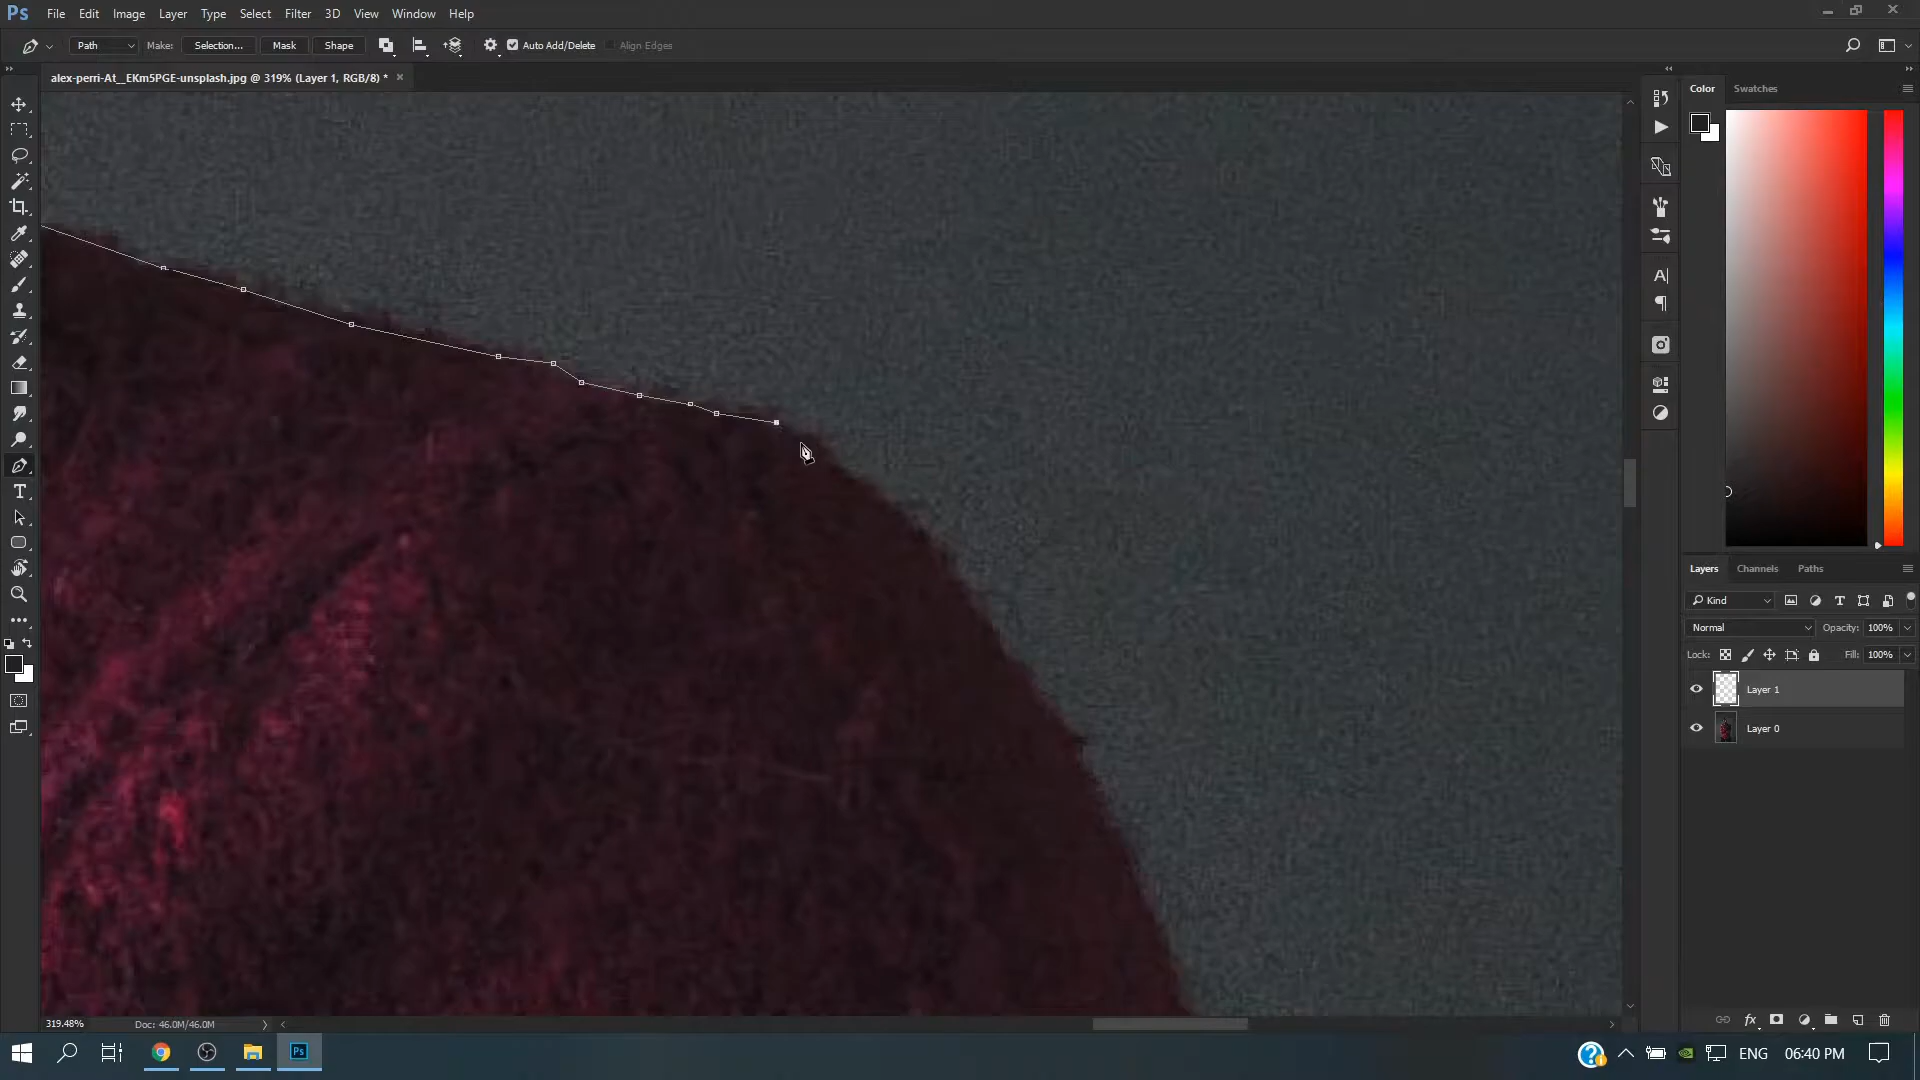 Ps File Edit Image Layer Type Select Filter 3D View Window Help
Path Make: Selection... Mask Shape Auto Add/Delete Align Edges
alex-perri-At__EKm5PGE-unsplash.jpg @ 319% (Layer 1, RGB/8) * ×
Color Swatches
Layers Channels Paths
Kind
Normal Opacity: 100%
Lock: Fill: 100%
Layer 1
Layer 0
fx
319.48% Doc: 46.0M/46.0M
Ps ENG 06:40 PM